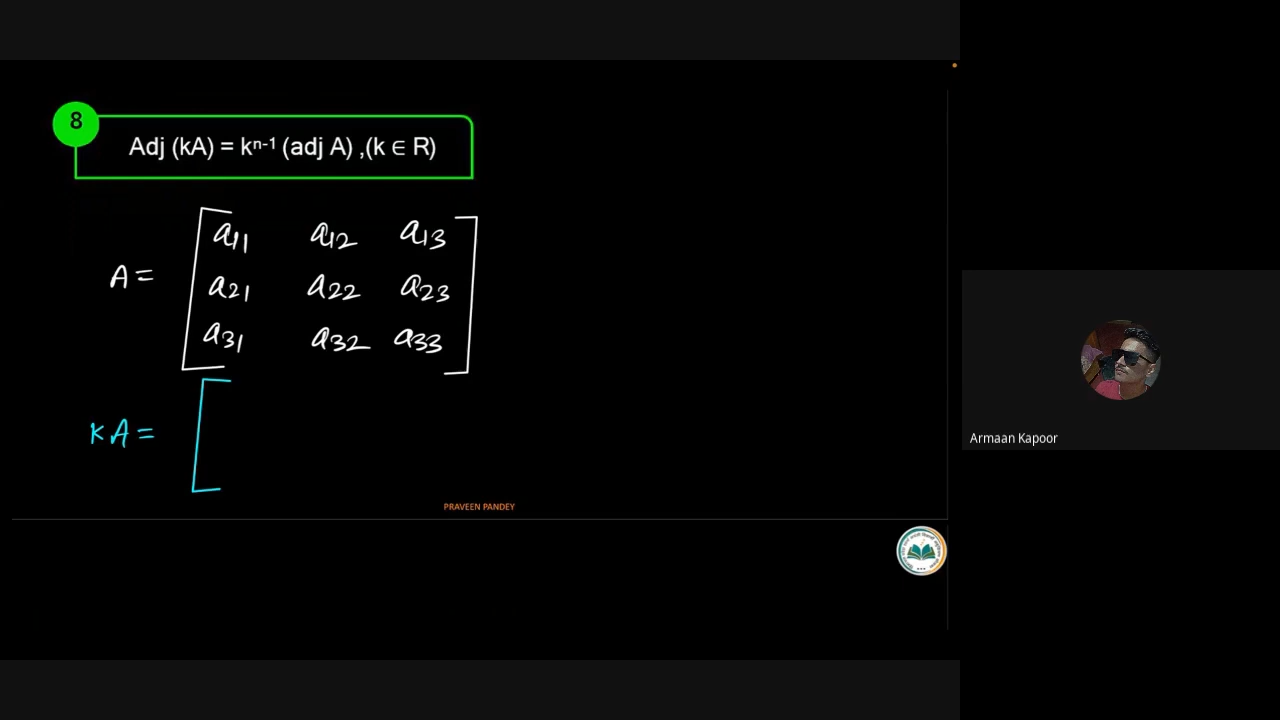 8
Adj (kA) = kⁿ⁻¹ (adj A) ,(k ∈ R)
A = [ a₁₁ a₁₂ a₁₃
a₂₁ a₂₂ a₂₃
a₃₁ a₃₂ a₃₃ ]
KA = [
PRAVEEN PANDEY
Armaan Kapoor